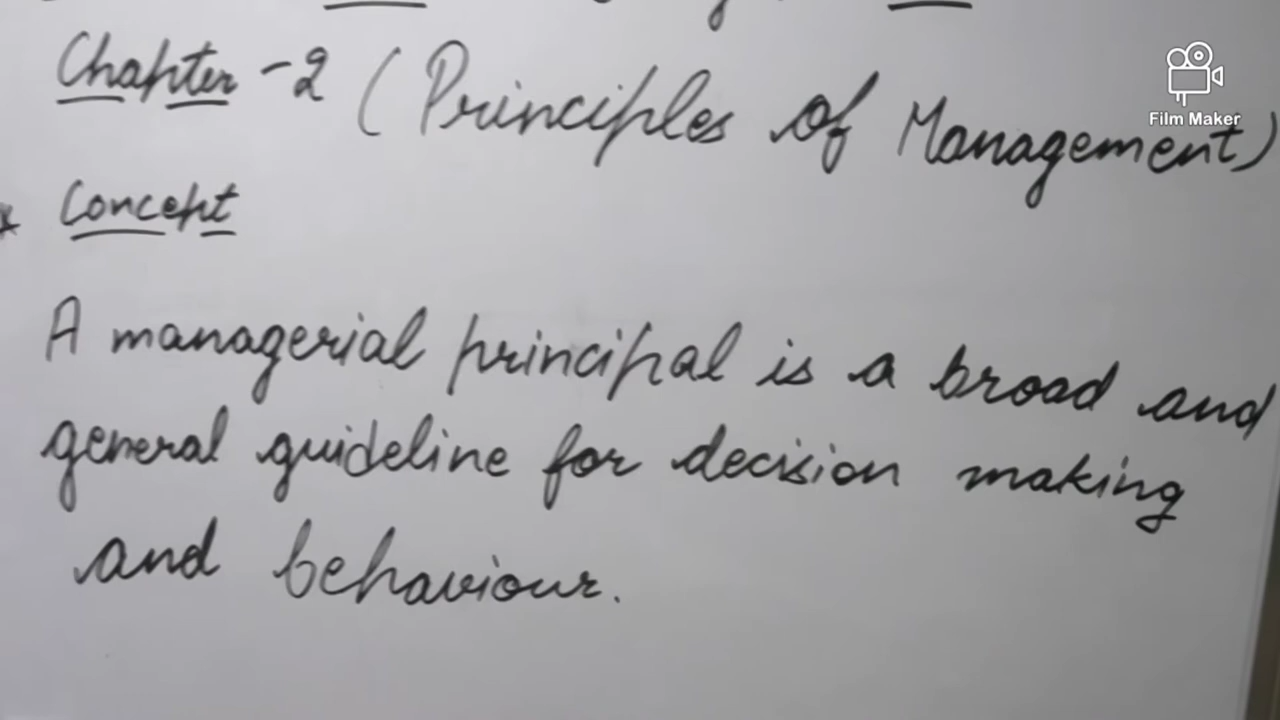 Chapter - 2 (Principles of Management)
Film Maker
* Concept
A managerial principal is a broad and
general guideline for decision making
and behaviour.